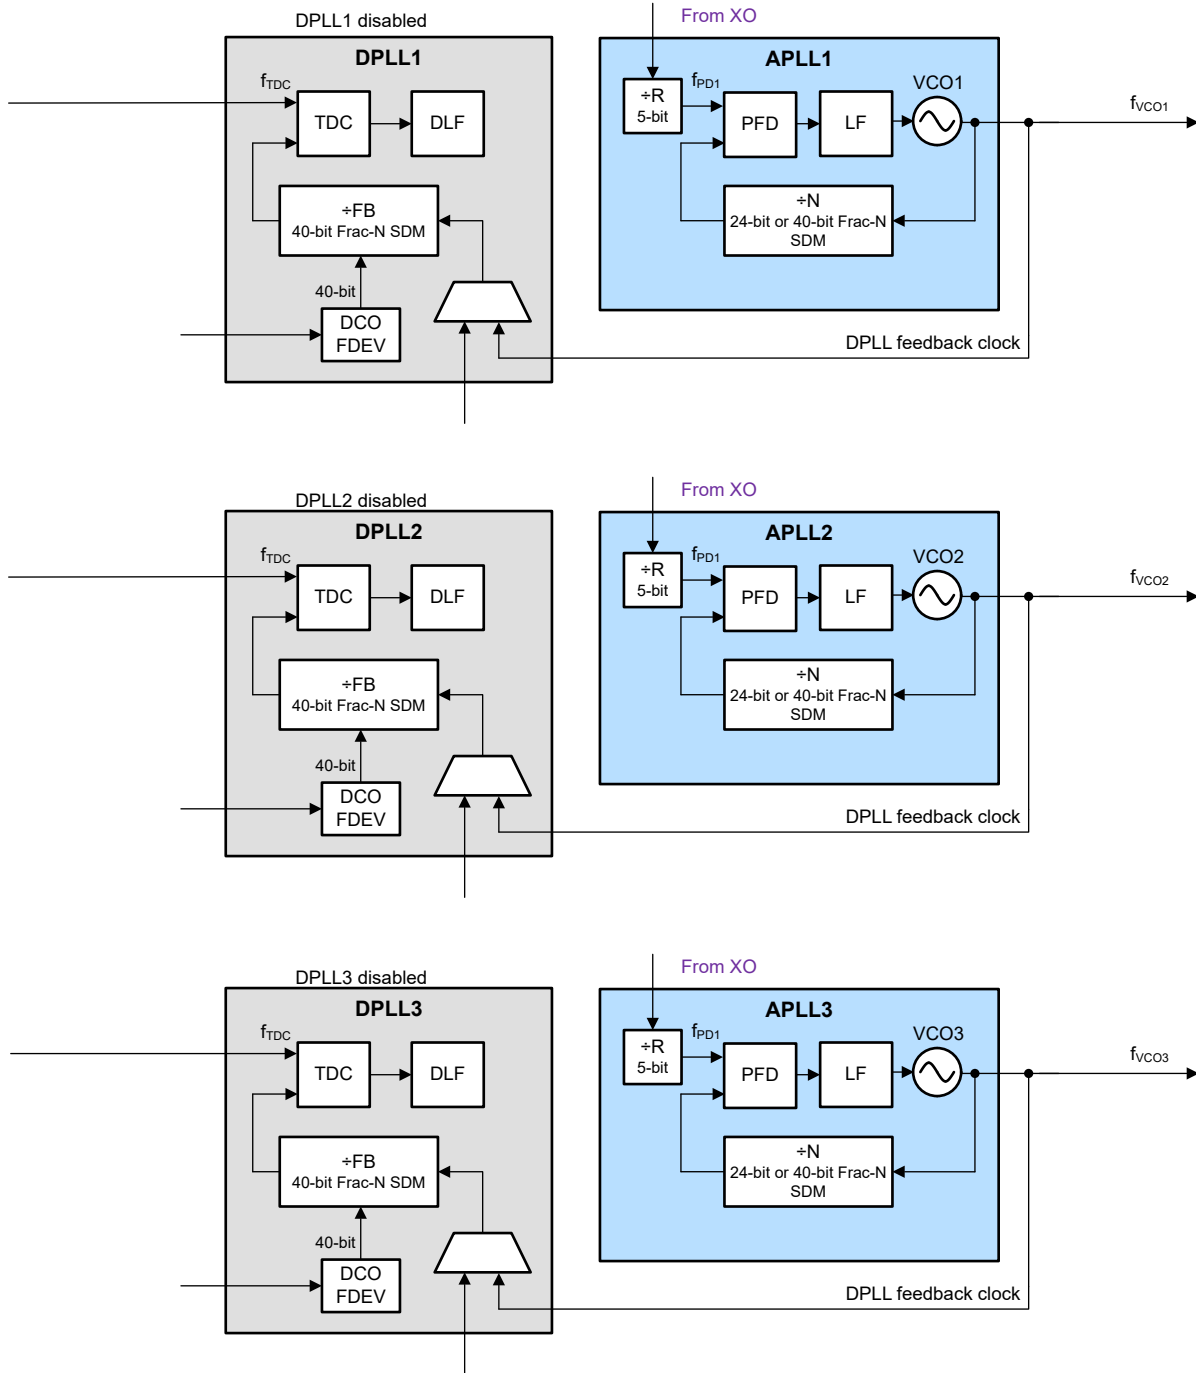 DPLL1 disabled
From XO
DPLL1
APLL1
fTDC
÷R
5-bit
fPD1
VCO1
fVCO1
TDC
DLF
PFD
LF
÷FB
40-bit Frac-N SDM
÷N
24-bit or 40-bit Frac-N
SDM
40-bit
DCO
FDEV
DPLL feedback clock
DPLL2 disabled
From XO
DPLL2
APLL2
fTDC
÷R
5-bit
fPD1
VCO2
fVCO2
TDC
DLF
PFD
LF
÷FB
40-bit Frac-N SDM
÷N
24-bit or 40-bit Frac-N
SDM
40-bit
DCO
FDEV
DPLL feedback clock
DPLL3 disabled
From XO
DPLL3
APLL3
fTDC
÷R
5-bit
fPD1
VCO3
fVCO3
TDC
DLF
PFD
LF
÷FB
40-bit Frac-N SDM
÷N
24-bit or 40-bit Frac-N
SDM
40-bit
DCO
FDEV
DPLL feedback clock